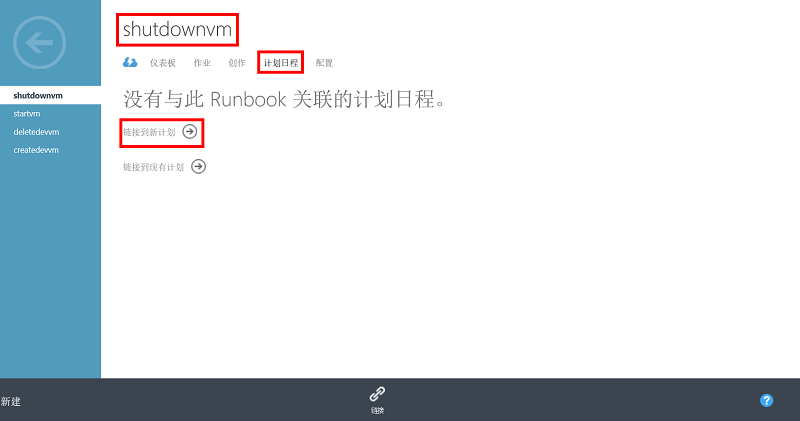 shutdownvm
仪表板 作业 创作 计划日程 配置
shutdownvm
startvm
deletedevvm
createdevvm
没有与此 Runbook 关联的计划日程。
链接到新计划
链接到现有计划
新建
链接
?